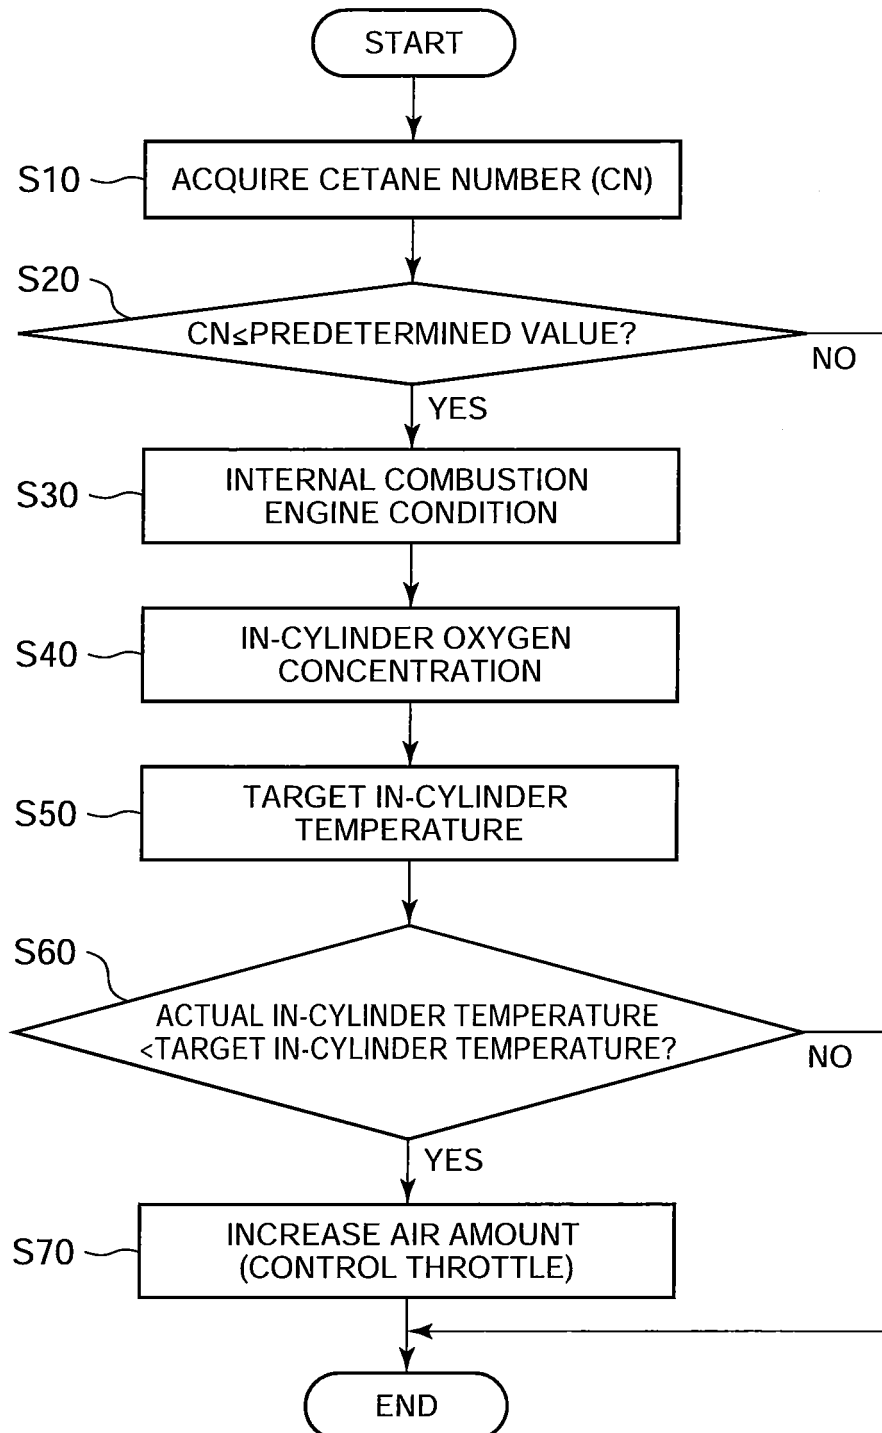 START
S10
ACQUIRE CETANE NUMBER (CN)
S20
CN≤PREDETERMINED VALUE?
NO
YES
S30
INTERNAL COMBUSTION
ENGINE CONDITION
S40
IN-CYLINDER OXYGEN
CONCENTRATION
S50
TARGET IN-CYLINDER
TEMPERATURE
S60
ACTUAL IN-CYLINDER TEMPERATURE
<TARGET IN-CYLINDER TEMPERATURE?
NO
YES
S70
INCREASE AIR AMOUNT
(CONTROL THROTTLE)
END